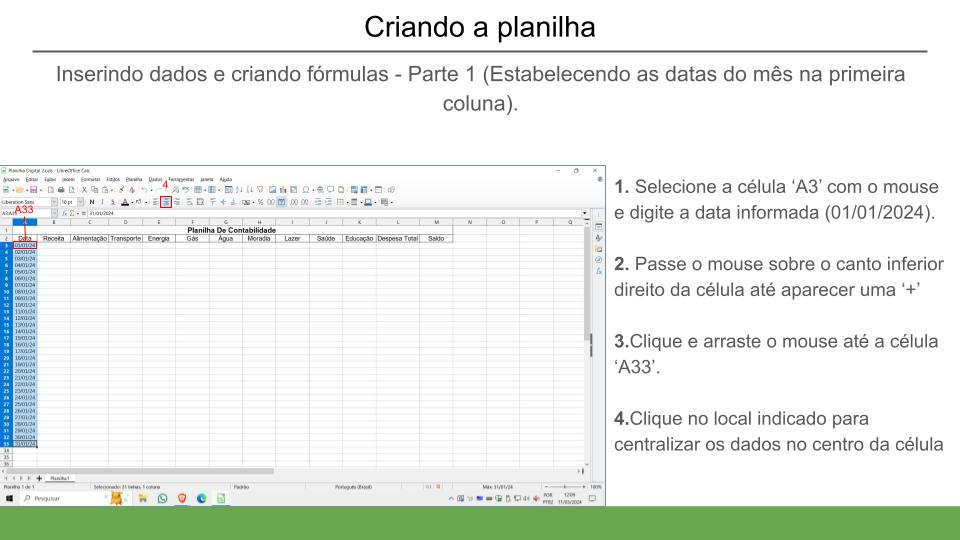 Criando a planilha
Inserindo dados e criando fórmulas - Parte 1 (Estabelecendo as datas do mês na primeira
coluna).
Planilha Digital 2.ods - LibreOffice Calc
Arquivo Editar Exibir Inserir Formatar Estilos Planilha Dados Ferramentas Janela Ajuda
4
Liberation Sans 10 pt
A33
31/01/2024
A B C D E F G H I J K L M N O P Q
1 Planilha De Contabilidade
2 Data Receita Alimentação Transporte Energia Gás Água Moradia Lazer Saúde Educação Despesa Total Saldo
3 01/01/24
4 02/01/24
5 03/01/24
6 04/01/24
7 05/01/24
8 06/01/24
9 07/01/24
10 08/01/24
11 09/01/24
12 10/01/24
13 11/01/24
14 12/01/24
15 13/01/24
16 14/01/24
17 15/01/24
18 16/01/24
19 17/01/24
20 18/01/24
21 19/01/24
22 20/01/24
23 21/01/24
24 22/01/24
25 23/01/24
26 24/01/24
27 25/01/24
28 26/01/24
29 27/01/24
30 28/01/24
31 29/01/24
32 30/01/24
33 31/01/24
34
35
36
Planilha1
Planilha 1 de 1 Selecionado: 31 linhas, 1 coluna Padrão Português (Brasil) Máx: 31/01/24 100%
Pesquisar POR 12:09
PTB2 11/03/2024
1. Selecione a célula ‘A3’ com o mouse
e digite a data informada (01/01/2024).
2. Passe o mouse sobre o canto inferior
direito da célula até aparecer uma ‘+’
3.Clique e arraste o mouse até a célula
‘A33’.
4.Clique no local indicado para
centralizar os dados no centro da célula